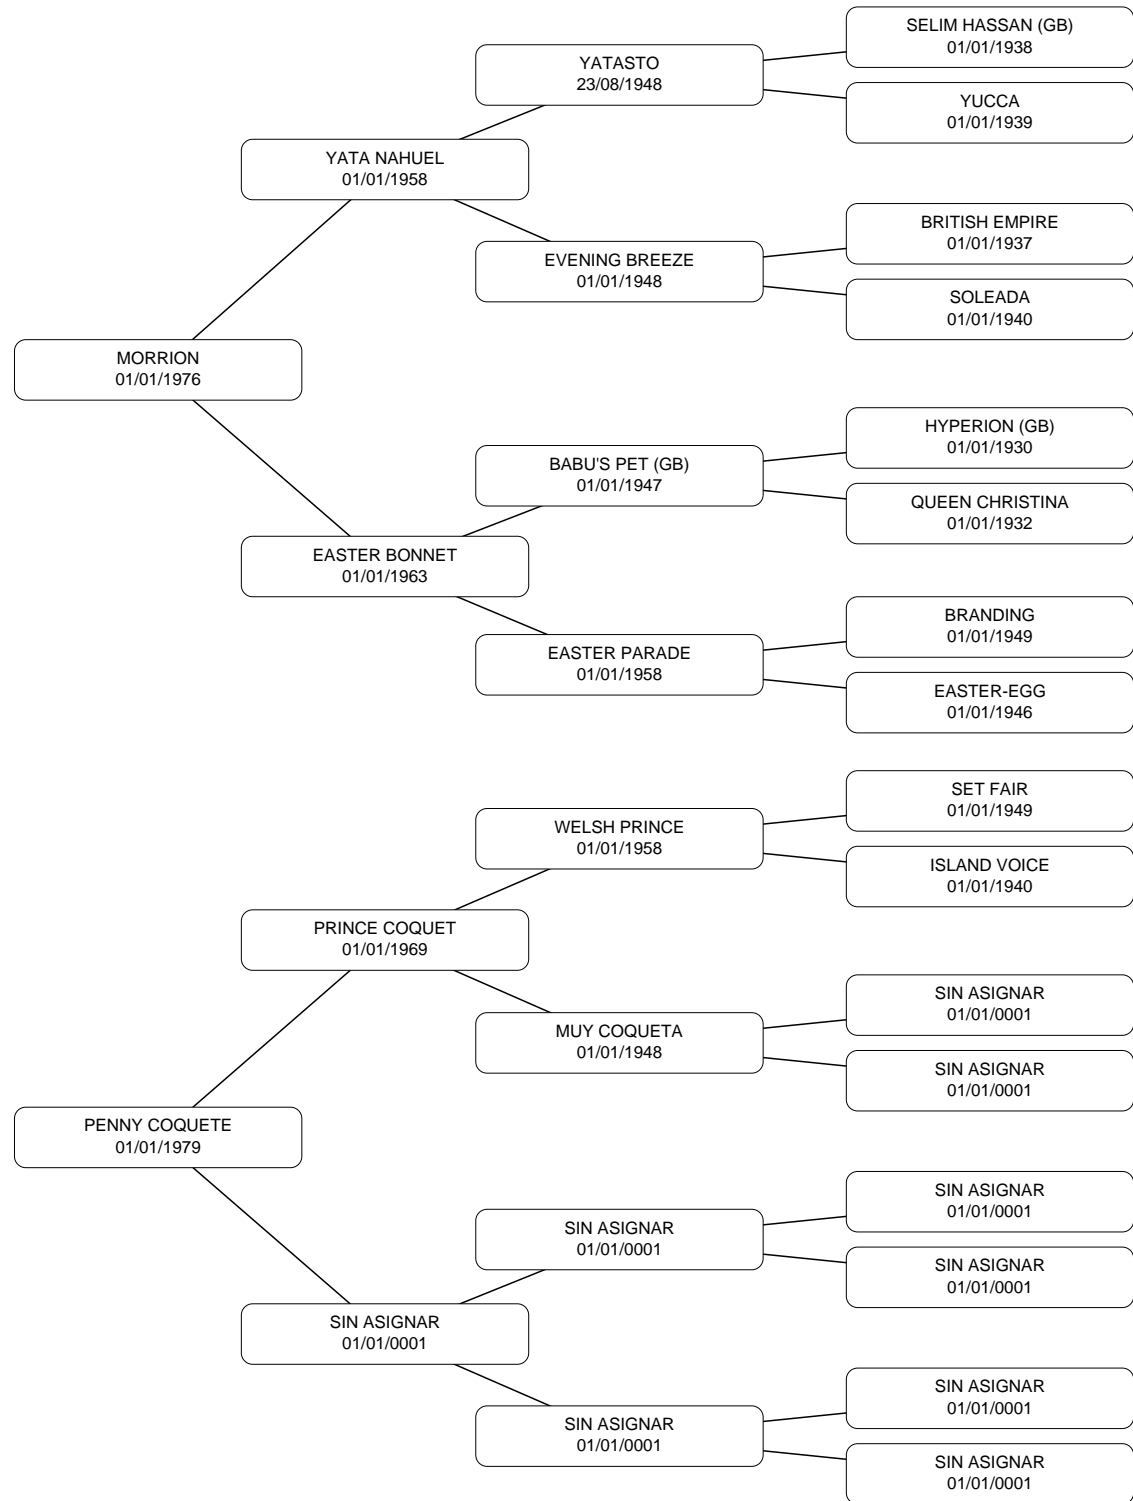 SELIM HASSAN (GB)
01/01/1938
YATASTO
23/08/1948
YUCCA
01/01/1939
YATA NAHUEL
01/01/1958
BRITISH EMPIRE
01/01/1937
EVENING BREEZE
01/01/1948
SOLEADA
01/01/1940
MORRION
01/01/1976
HYPERION (GB)
01/01/1930
BABU'S PET (GB)
01/01/1947
QUEEN CHRISTINA
01/01/1932
EASTER BONNET
01/01/1963
BRANDING
01/01/1949
EASTER PARADE
01/01/1958
EASTER-EGG
01/01/1946
SET FAIR
01/01/1949
WELSH PRINCE
01/01/1958
ISLAND VOICE
01/01/1940
PRINCE COQUET
01/01/1969
SIN ASIGNAR
01/01/0001
MUY COQUETA
01/01/1948
SIN ASIGNAR
01/01/0001
PENNY COQUETE
01/01/1979
SIN ASIGNAR
01/01/0001
SIN ASIGNAR
01/01/0001
SIN ASIGNAR
01/01/0001
SIN ASIGNAR
01/01/0001
SIN ASIGNAR
01/01/0001
SIN ASIGNAR
01/01/0001
SIN ASIGNAR
01/01/0001